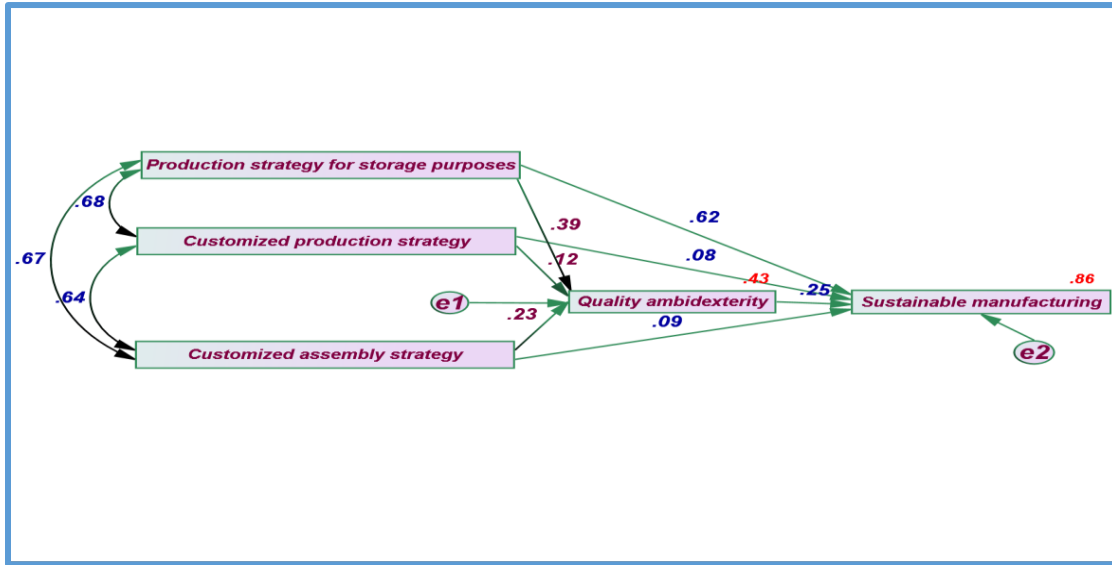 Production strategy for storage purposes
.68
.62
.39
Customized production strategy
.67
.12
.08
.43
.86
.64
.25
e1
Quality ambidexterity
Sustainable manufacturing
.23
.09
Customized assembly strategy
e2